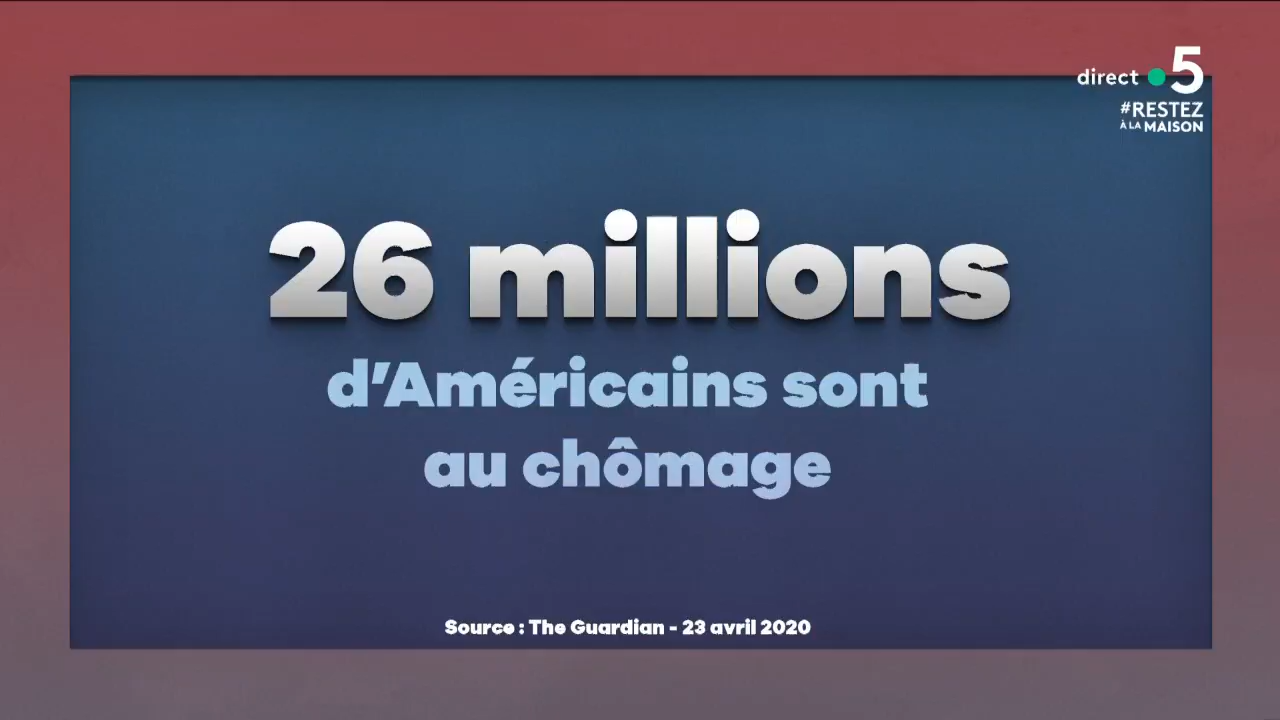 direct 5
#RESTEZ
À LA MAISON
26 millions
d'Américains sont
au chômage
Source : The Guardian - 23 avril 2020